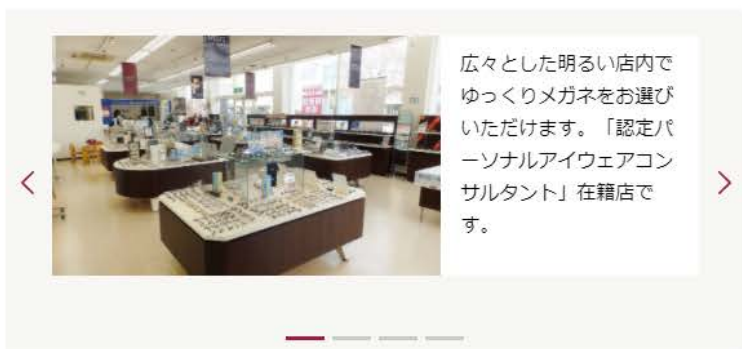 広々とした明るい店内で
ゆっくりメガネをお選び
いただけます。「認定パ
ーソナルアイウェアコン
サルタント」在籍店で
す。